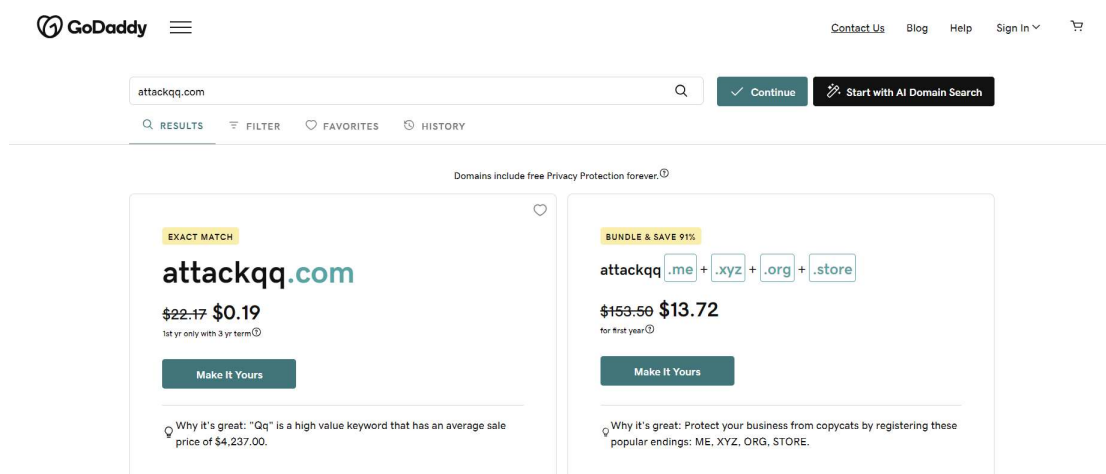 GoDaddy
Contact Us Blog Help Sign In
attackqq.com
Continue
Start with AI Domain Search
RESULTS FILTER FAVORITES HISTORY
Domains include free Privacy Protection forever.
EXACT MATCH
attackqq.com
$22.17 $0.19
1st yr only with 3 yr term
Make It Yours
Why it's great: "Qq" is a high value keyword that has an average sale
price of $4,237.00.
BUNDLE & SAVE 91%
attackqq .me + .xyz + .org + .store
$153.50 $13.72
for first year
Make It Yours
Why it's great: Protect your business from copycats by registering these
popular endings: ME, XYZ, ORG, STORE.